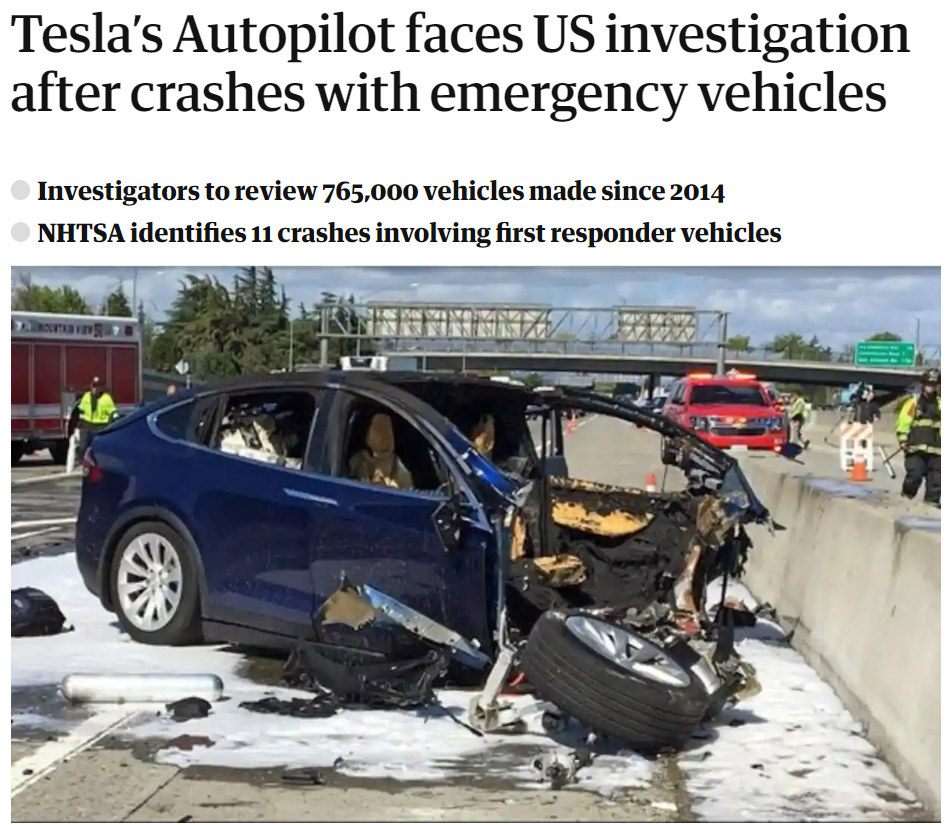 Tesla’s Autopilot faces US investigation
after crashes with emergency vehicles
Investigators to review 765,000 vehicles made since 2014
NHTSA identifies 11 crashes involving first responder vehicles
MOUNTAIN VIEW